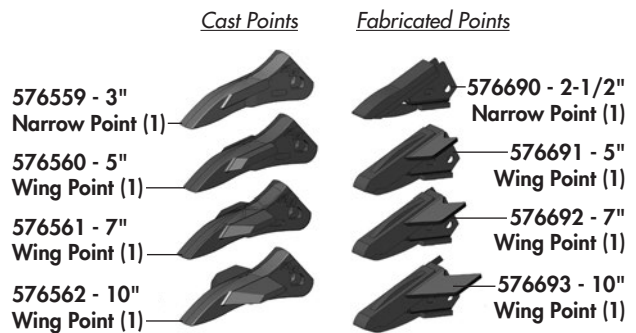 Cast Points
Fabricated Points
576559 - 3"
Narrow Point (1)
576560 - 5"
Wing Point (1)
576561 - 7"
Wing Point (1)
576562 - 10"
Wing Point (1)
576690 - 2-1/2"
Narrow Point (1)
576691 - 5"
Wing Point (1)
576692 - 7"
Wing Point (1)
576693 - 10"
Wing Point (1)